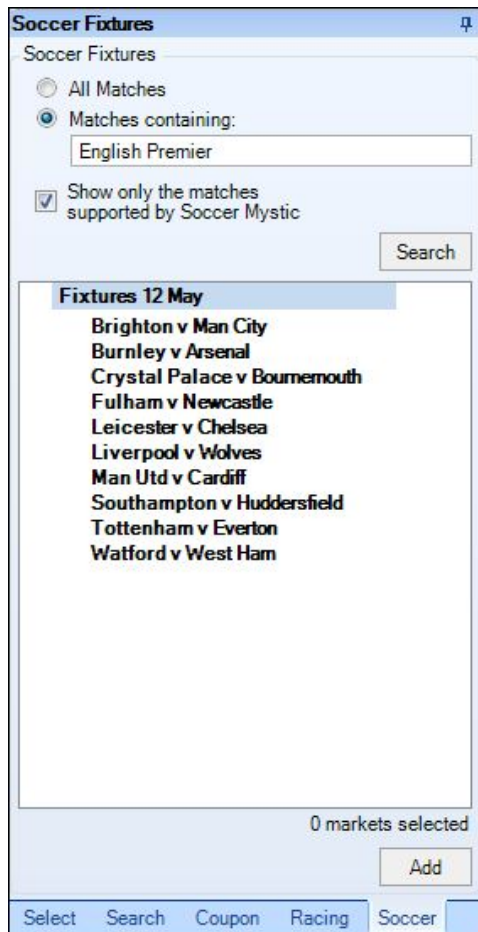 Soccer Fixtures
Soccer Fixtures
All Matches
Matches containing:
English Premier
Show only the matches
supported by Soccer Mystic
Search
Fixtures 12 May
Brighton v Man City
Burnley v Arsenal
Crystal Palace v Bournemouth
Fulham v Newcastle
Leicester v Chelsea
Liverpool v Wolves
Man Utd v Cardiff
Southampton v Huddersfield
Tottenham v Everton
Watford v West Ham
0 markets selected
Add
Select Search Coupon Racing Soccer